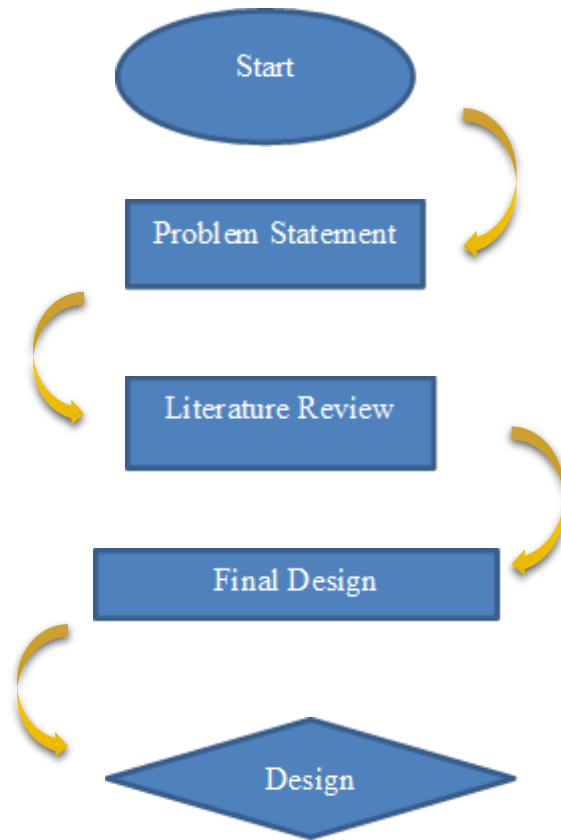 Start
Problem Statement
Literature Review
Final Design
Design